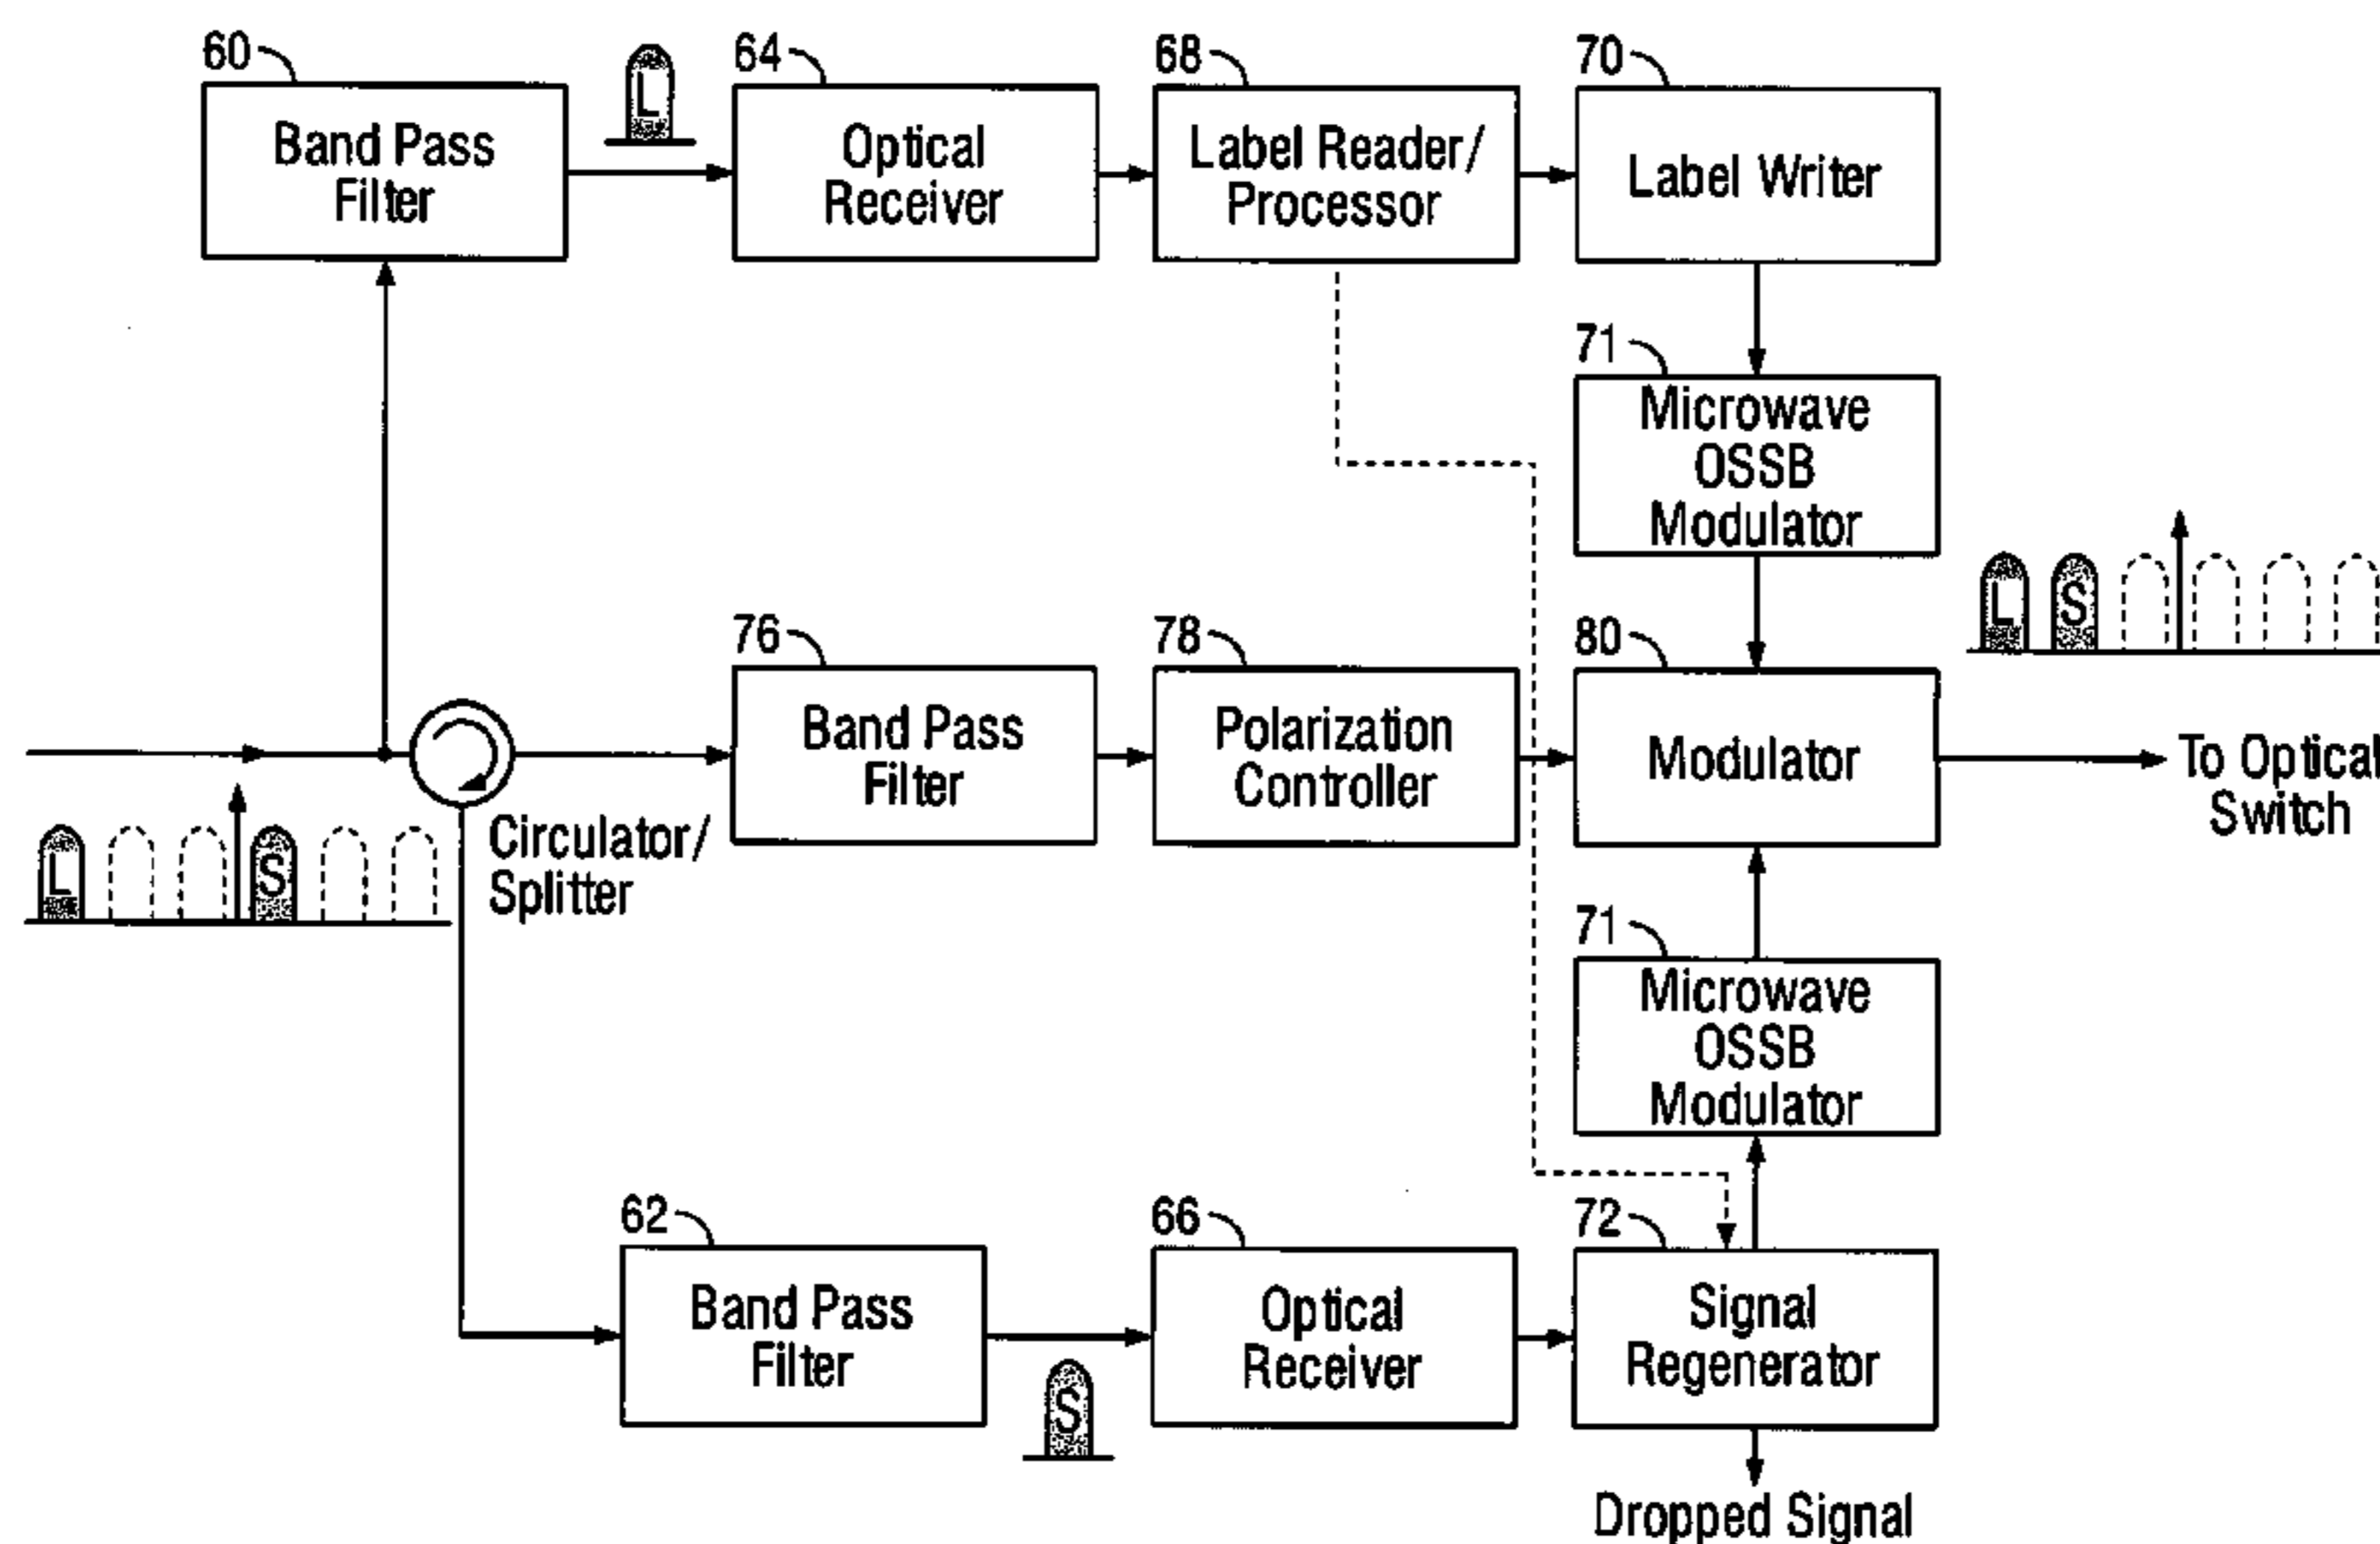 60
L
64
68
70
Band Pass
Filter
Optical
Receiver
Label Reader/
Processor
Label Writer
71
Microwave
OSSB
Modulator
L
S
76
78
80
Band Pass
Filter
Polarization
Controller
Modulator
To Optical
Switch
L
S
Circulator/
Splitter
71
Microwave
OSSB
Modulator
62
66
72
Band Pass
Filter
S
Optical
Receiver
Signal
Regenerator
Dropped Signal